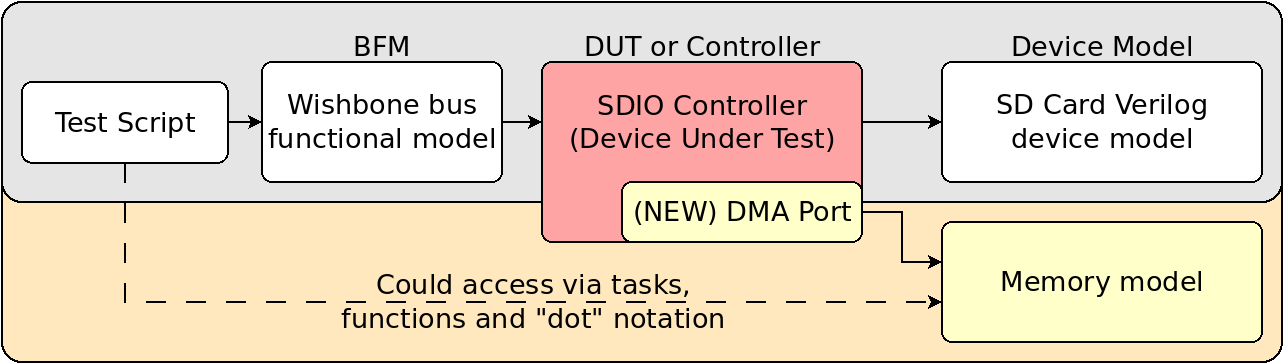 BFM
DUT or Controller
Device Model
Test Script
Wishbone bus
functional model
SDIO Controller
(Device Under Test)
SD Card Verilog
device model
(NEW) DMA Port
Memory model
Could access via tasks,
functions and "dot" notation